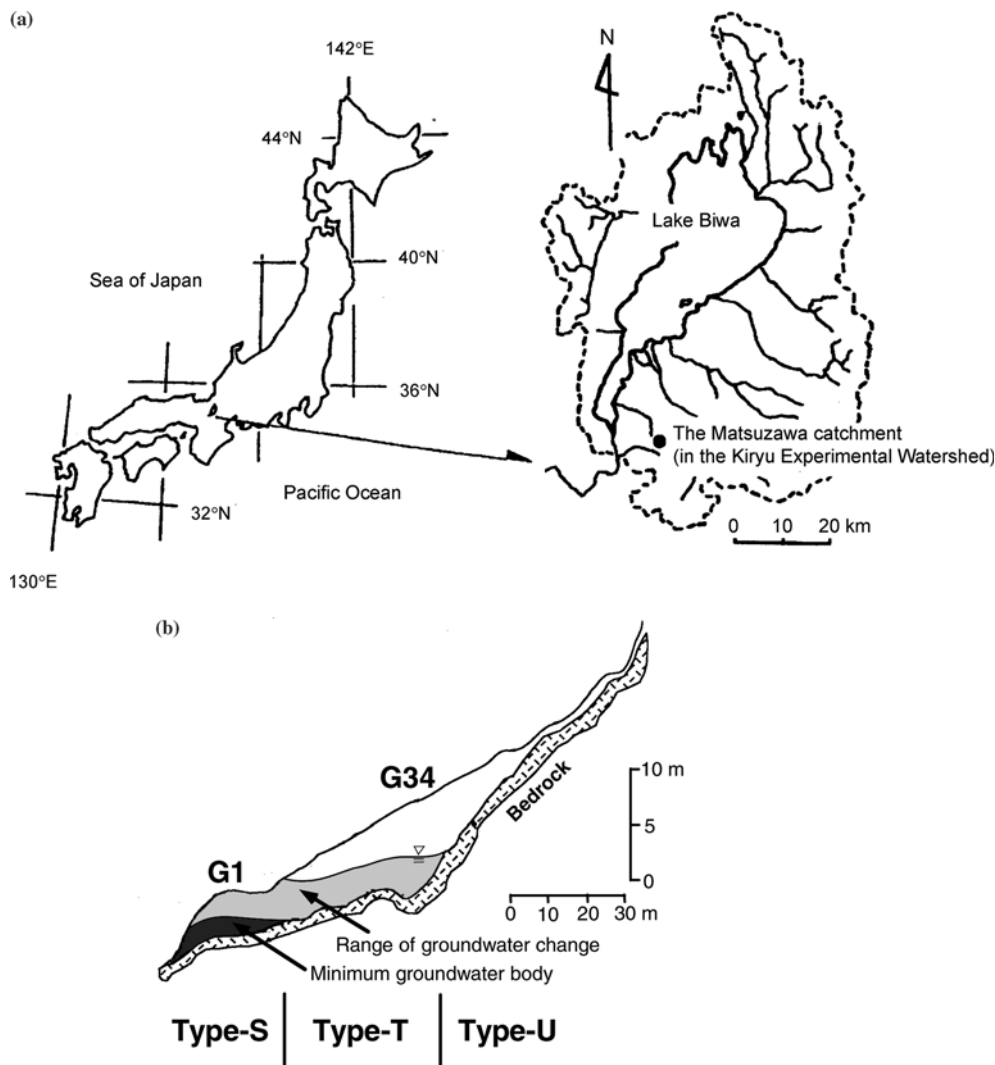 (a)
142°E
44°N
N
Lake Biwa
40°N
Sea of Japan
36°N
The Matsuzawa catchment
(in the Kiryu Experimental Watershed)
Pacific Ocean
32°N
0 10 20 km
130°E
(b)
G34
10 m
Bedrock
5
G1
0
0 10 20 30 m
Range of groundwater change
Minimum groundwater body
Type-S Type-T Type-U